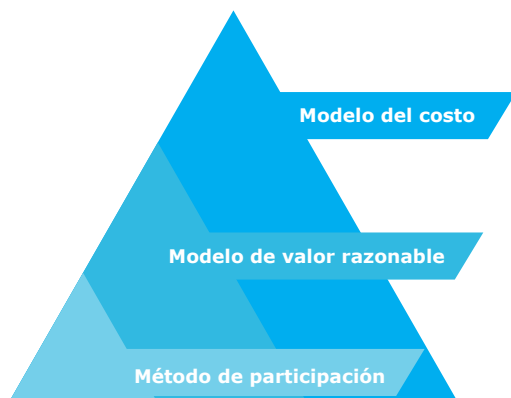 Modelo del costo
Modelo de valor razonable
Método de participación